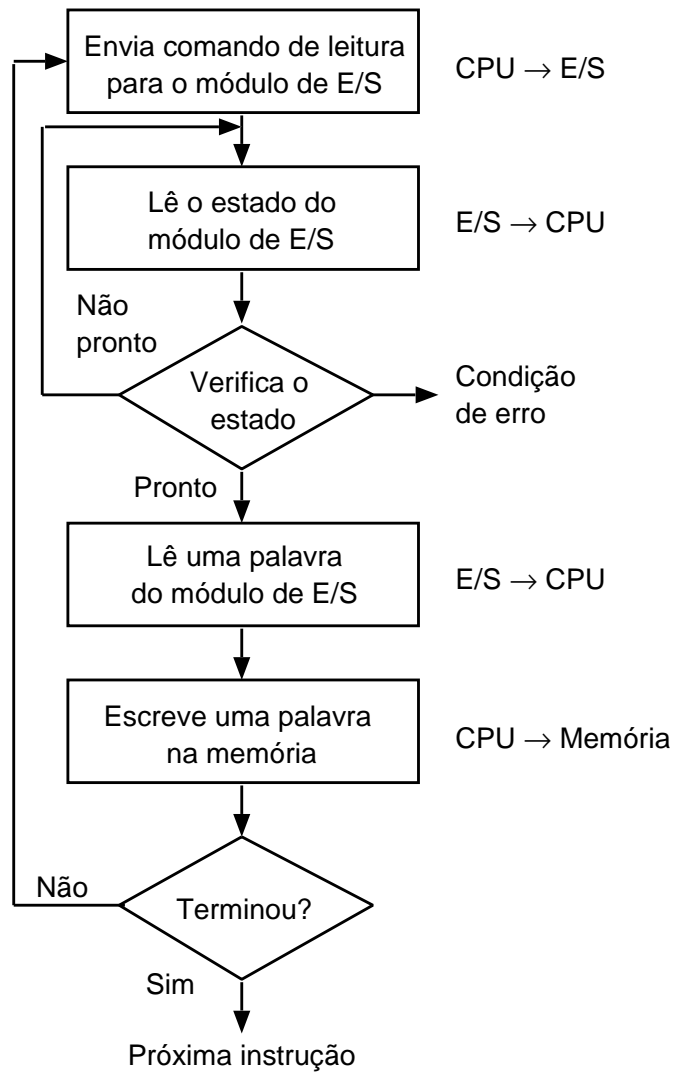 Envia comando de leitura
para o módulo de E/S
CPU → E/S
Lê o estado do
módulo de E/S
E/S → CPU
Não
pronto
Verifica o
estado
Condição
de erro
Pronto
Lê uma palavra
do módulo de E/S
E/S → CPU
Escreve uma palavra
na memória
CPU → Memória
Não
Terminou?
Sim
Próxima instrução